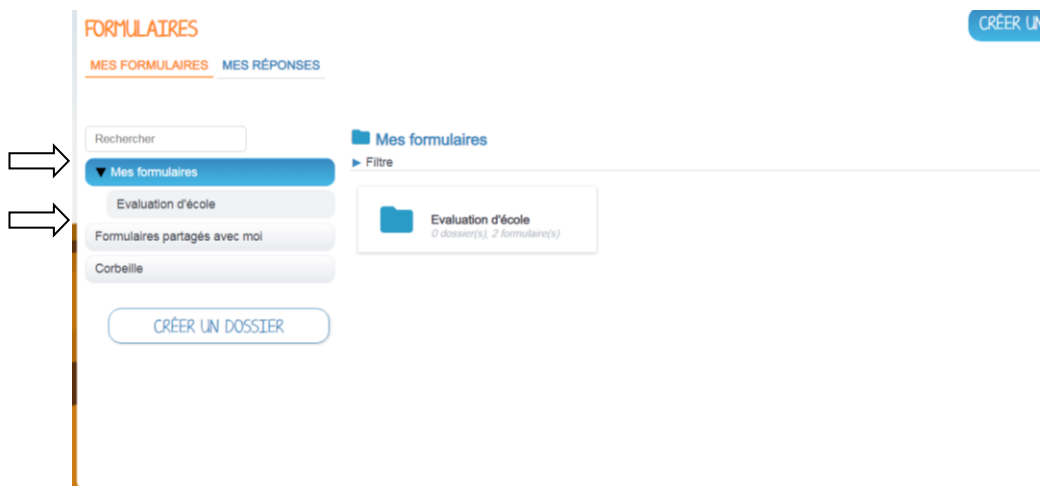 FORMULAIRES
CRÉER UN
MES FORMULAIRES MES RÉPONSES
Rechercher
Mes formulaires
Evaluation d'école
Formulaires partagés avec moi
Corbeille
CRÉER UN DOSSIER
Mes formulaires
Filtre
Evaluation d'école
0 dossier(s), 2 formulaire(s)